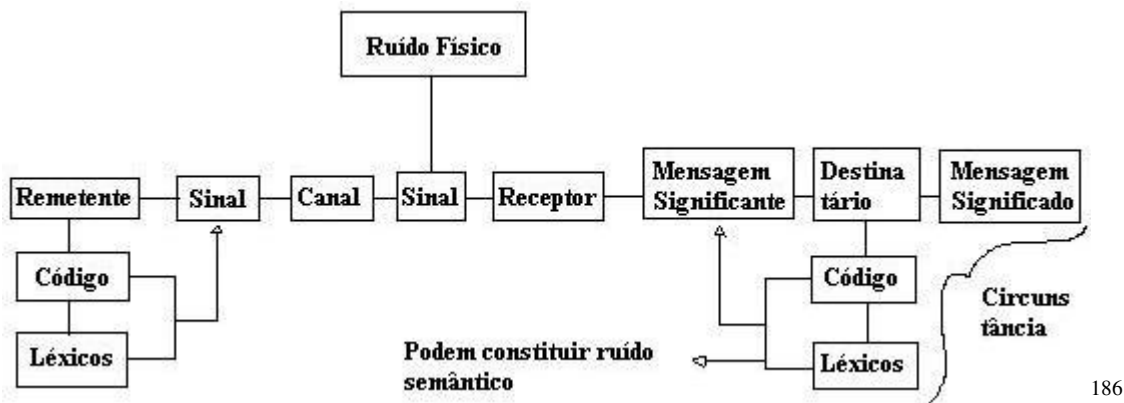 Ruído Físico
Remetente
Sinal
Canal
Sinal
Receptor
Mensagem
Significante
Destina
tário
Mensagem
Significado
Código
Léxicos
Código
Léxicos
Circuns
tância
Podem constituir ruído
semântico
186